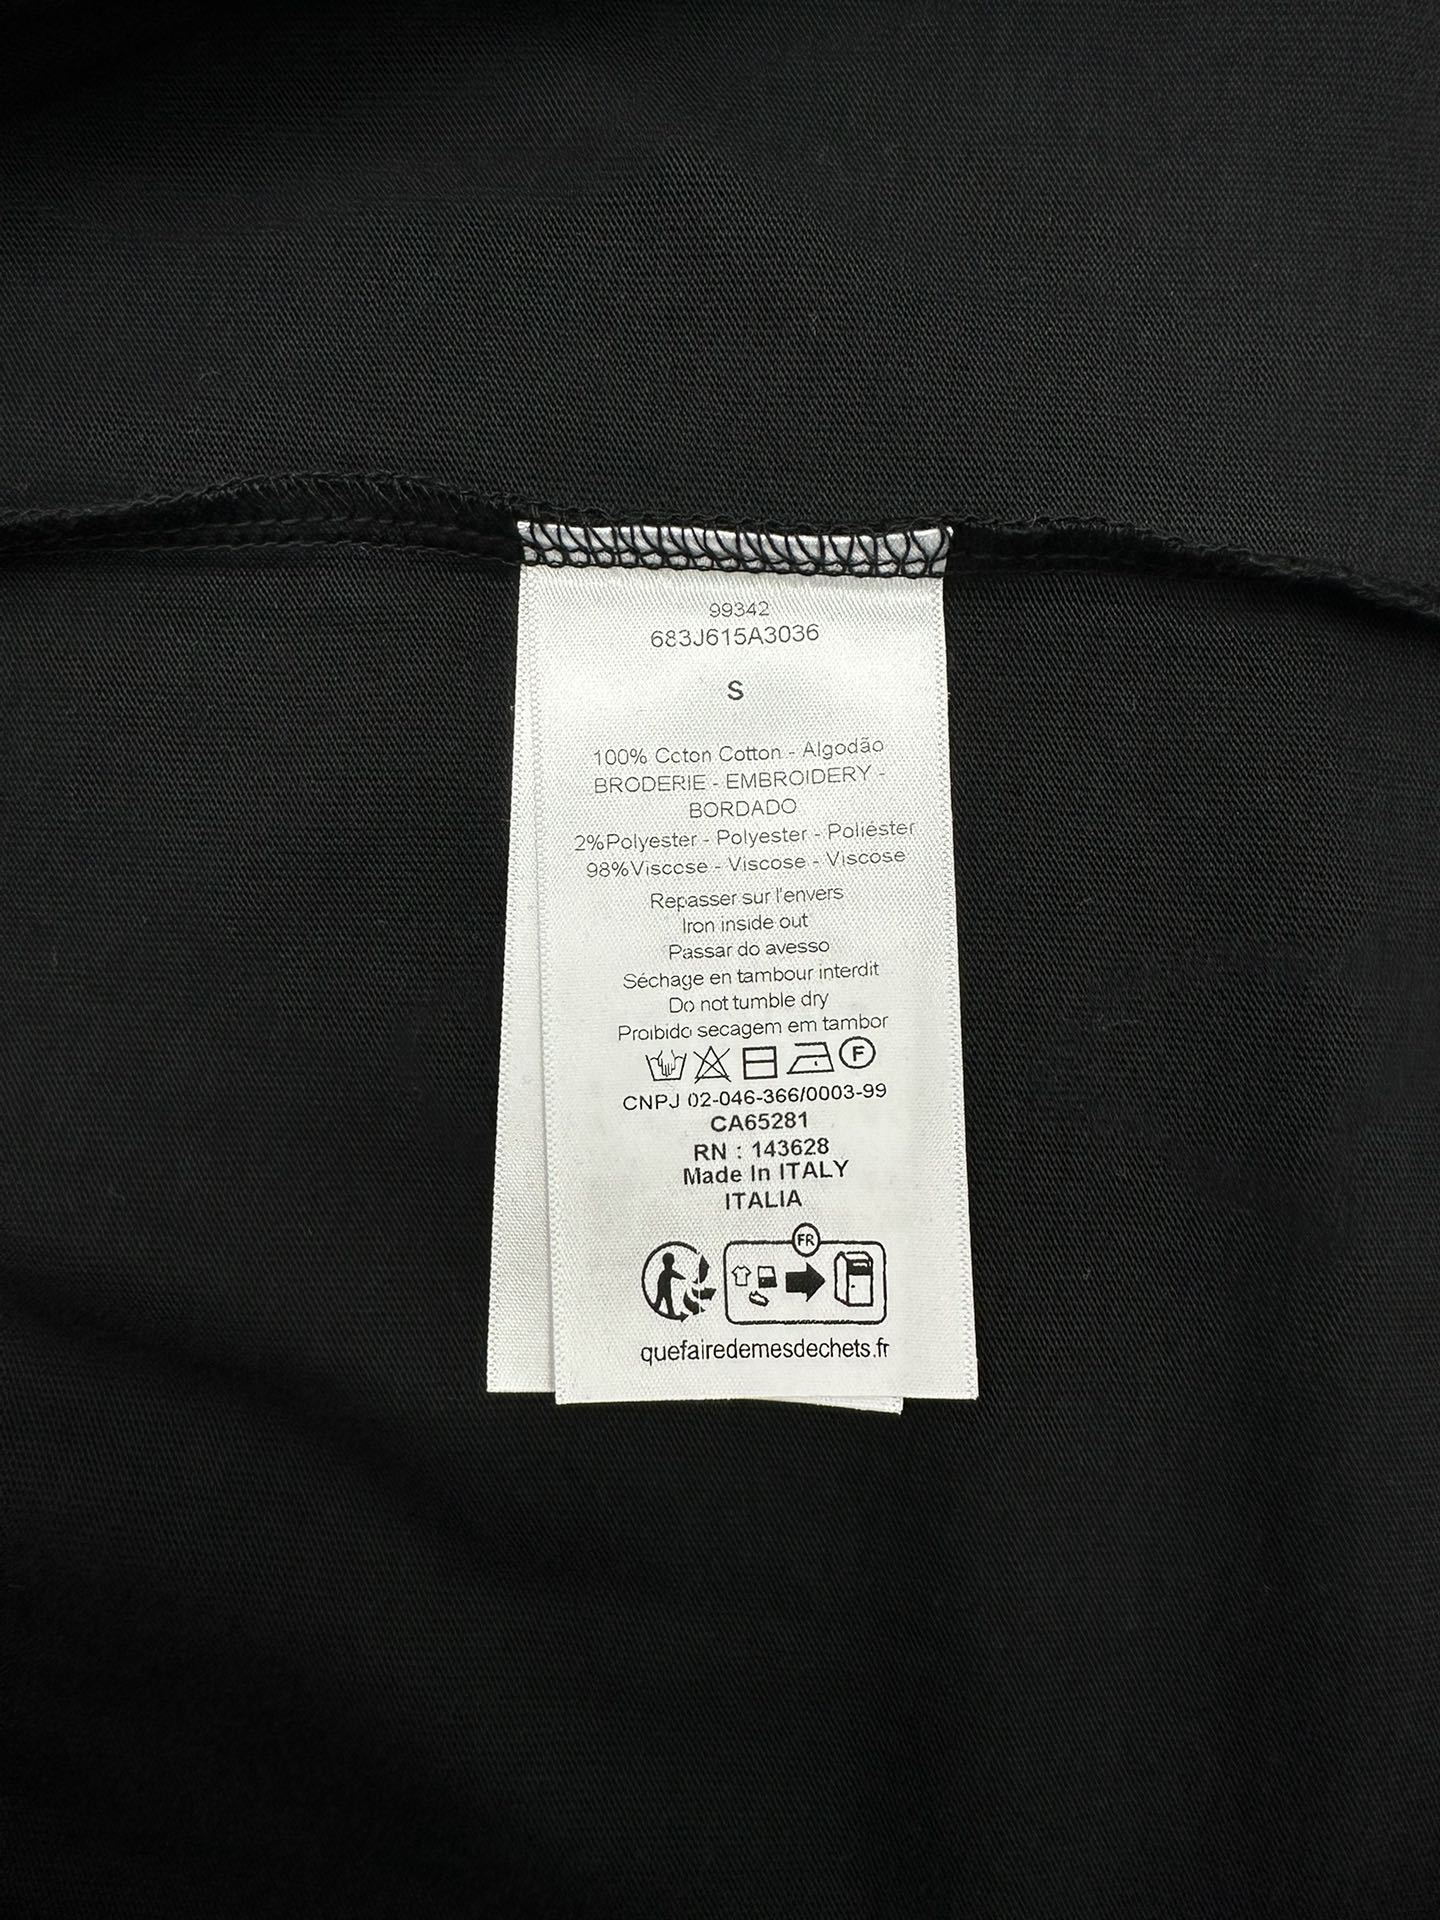 99342
683J615A3036
S
100% Ccton Cotton - Algodão
BRODERIE - EMBROIDERY -
BORDADO
2%Polyester - Polyester - Poliéster
98%Viscose - Viscose - Viscose
Repasser sur l'envers
Iron inside out
Passar do avesso
Séchage en tambour interdit
Do not tumble dry
Proibido secagem em tambor
F
CNPJ 02-046-366/0003-99
CA65281
RN : 143628
Made In ITALY
ITALIA
FR
quefairedemesdechets.fr